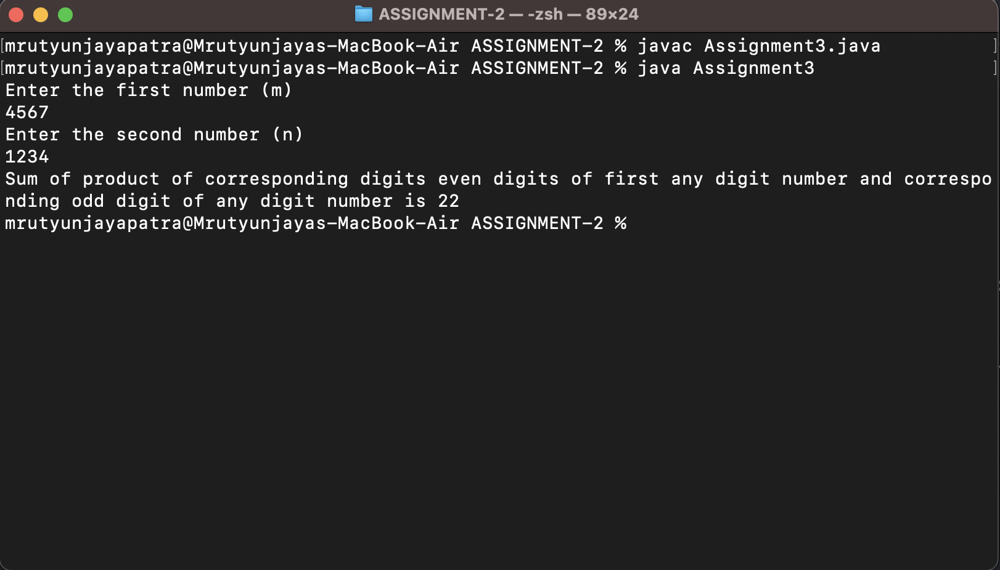 ASSIGNMENT-2 — -zsh — 89×24
[mrutyunjayapatra@Mrutyunjayas-MacBook-Air ASSIGNMENT-2 % javac Assignment3.java ]
[mrutyunjayapatra@Mrutyunjayas-MacBook-Air ASSIGNMENT-2 % java Assignment3 ]
Enter the first number (m)
4567
Enter the second number (n)
1234
Sum of product of corresponding digits even digits of first any digit number and correspo
nding odd digit of any digit number is 22
mrutyunjayapatra@Mrutyunjayas-MacBook-Air ASSIGNMENT-2 %